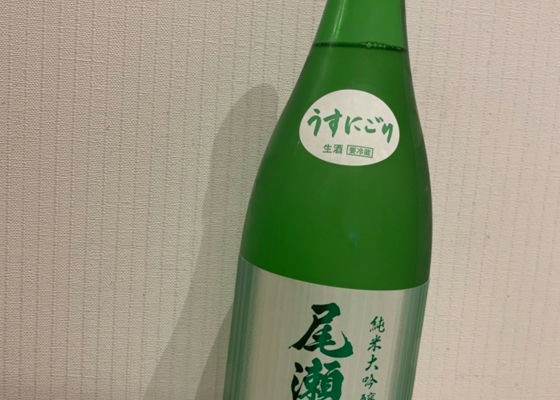 うすにごり
生酒 要冷蔵
純米大吟醸
尾瀬